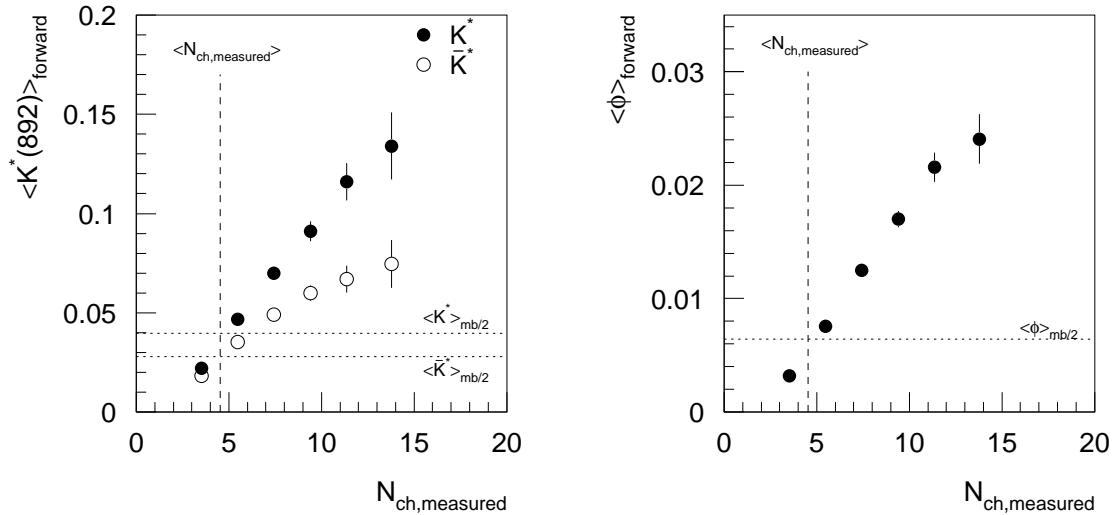 <K*(892)>forward
0.2
0.15
0.1
0.05
0
<Nch,measured>
K*
K̄*
<K*>mb/2
<K̄*>mb/2
0 5 10 15 20
Nch,measured
<ϕ>forward
0.03
0.02
0.01
0
<Nch,measured>
<ϕ>mb/2
0 5 10 15 20
Nch,measured